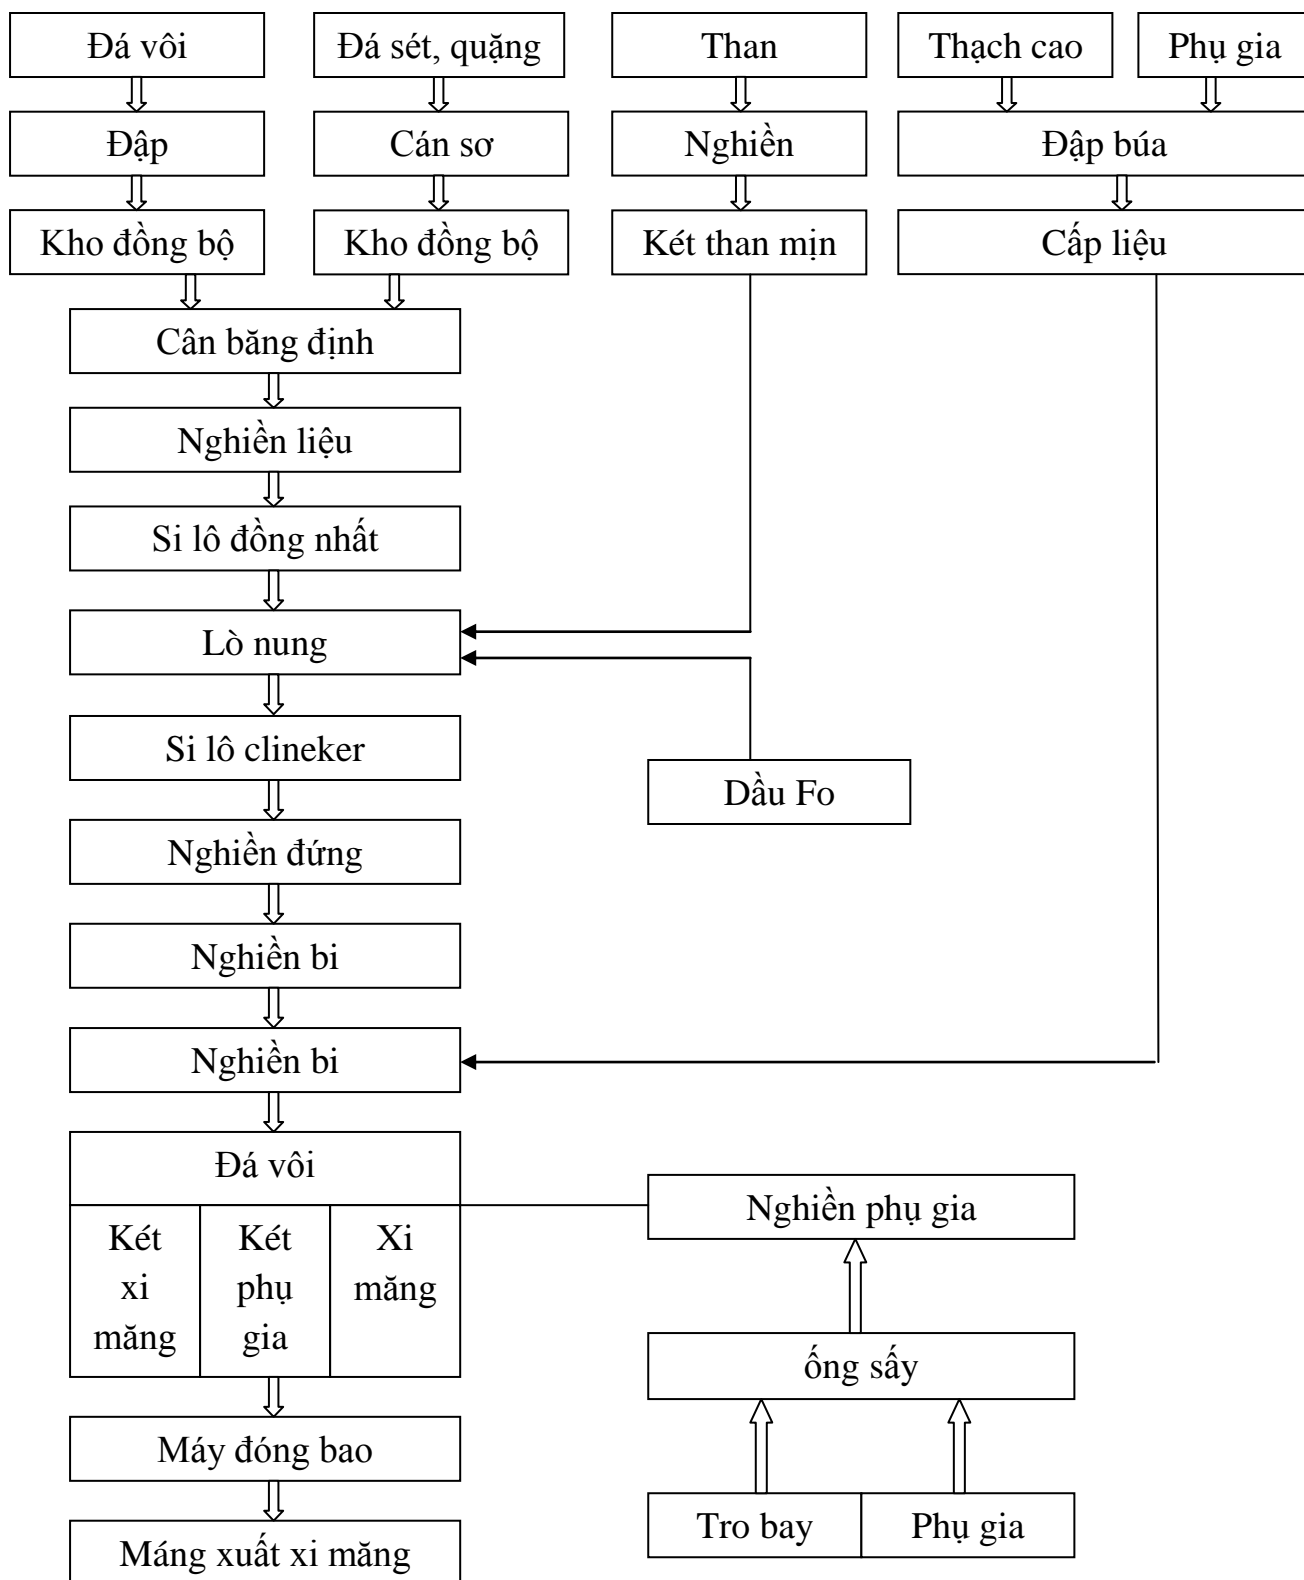 Đá vôi
Đá sét, quặng
Than
Thạch cao
Phụ gia
Đập
Cán sơ
Nghiền
Đập búa
Kho đồng bộ
Kho đồng bộ
Két than mịn
Cấp liệu
Cân băng định
Nghiền liệu
Si lô đồng nhất
Lò nung
Si lô clineker
Dầu Fo
Nghiền đứng
Nghiền bi
Nghiền bi
Đá vôi
Nghiền phụ gia
Két
xi
măng
Két
phụ
gia
Xi
măng
ống sấy
Máy đóng bao
Tro bay
Phụ gia
Máng xuất xi măng